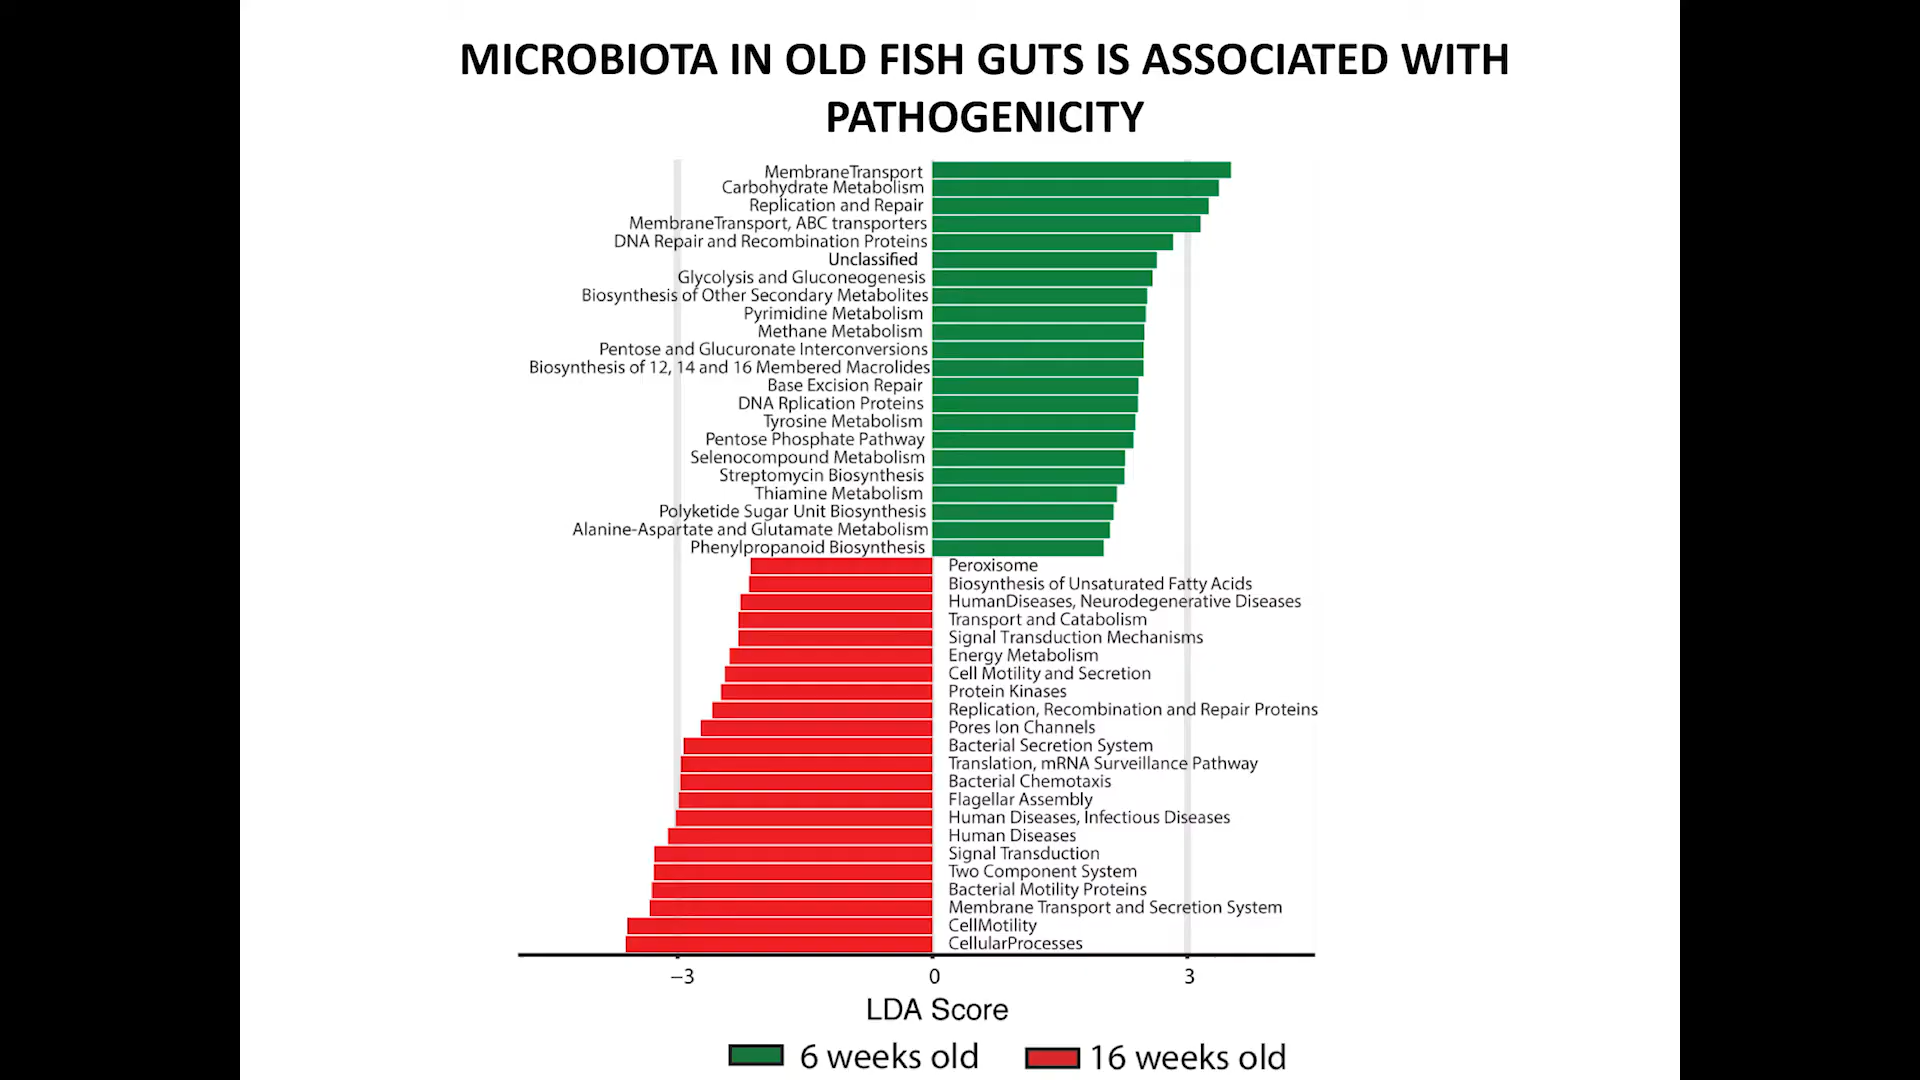 MICROBIOTA IN OLD FISH GUTS IS ASSOCIATED WITH
PATHOGENICITY
MembraneTransport
Carbohydrate Metabolism
Replication and Repair
MembraneTransport, ABC transporters
DNA Repair and Recombination Proteins
Unclassified
Glycolysis and Gluconeogenesis
Biosynthesis of Other Secondary Metabolites
Pyrimidine Metabolism
Methane Metabolism
Pentose and Glucuronate Interconversions
Biosynthesis of 12, 14 and 16 Membered Macrolides
Base Excision Repair
DNA Rplication Proteins
Tyrosine Metabolism
Pentose Phosphate Pathway
Selenocompound Metabolism
Streptomycin Biosynthesis
Thiamine Metabolism
Polyketide Sugar Unit Biosynthesis
Alanine-Aspartate and Glutamate Metabolism
Phenylpropanoid Biosynthesis
Peroxisome
Biosynthesis of Unsaturated Fatty Acids
HumanDiseases, Neurodegenerative Diseases
Transport and Catabolism
Signal Transduction Mechanisms
Energy Metabolism
Cell Motility and Secretion
Protein Kinases
Replication, Recombination and Repair Proteins
Pores Ion Channels
Bacterial Secretion System
Translation, mRNA Surveillance Pathway
Bacterial Chemotaxis
Flagellar Assembly
Human Diseases, Infectious Diseases
Human Diseases
Signal Transduction
Two Component System
Bacterial Motility Proteins
Membrane Transport and Secretion System
CellMotility
CellularProcesses
−3 0 3
LDA Score
6 weeks old 16 weeks old